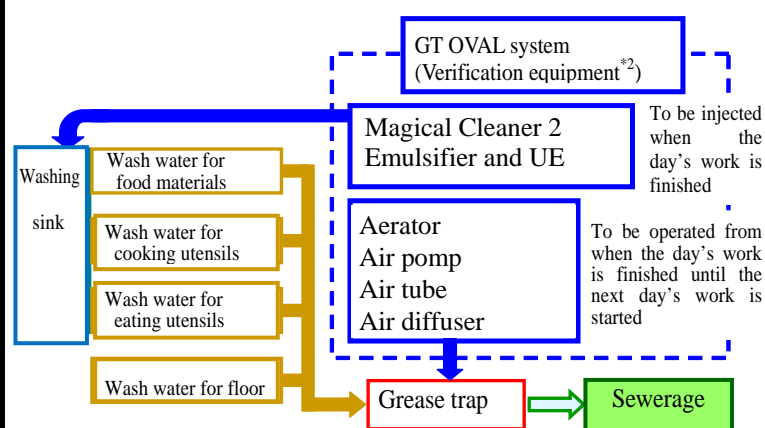 GT OVAL system
(Verification equipment*2)
Magical Cleaner 2
Emulsifier and UE
To be injected
when the
day's work is
finished
Washing
sink
Wash water for
food materials
Wash water for
cooking utensils
Wash water for
eating utensils
Wash water for floor
Aerator
Air pomp
Air tube
Air diffuser
To be operated from
when the day's work
is finished until the
next day's work is
started
Grease trap
Sewerage